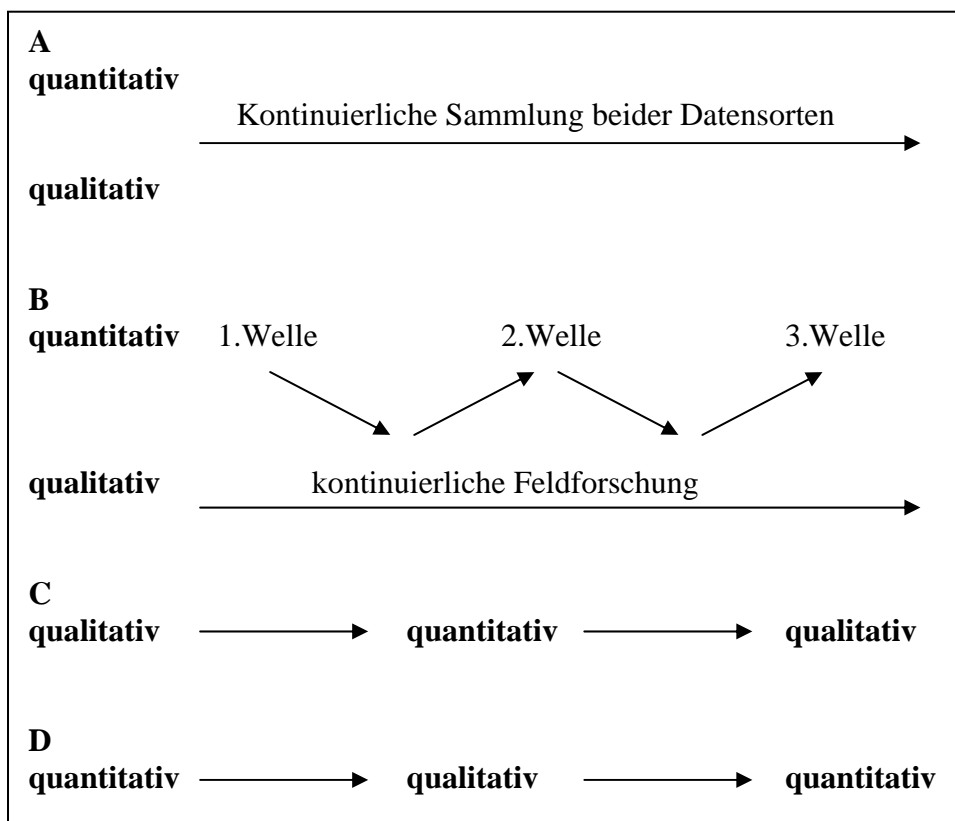 A
quantitativ
Kontinuierliche Sammlung beider Datensorten
qualitativ
B
quantitativ 1.Welle 2.Welle 3.Welle
qualitativ kontinuierliche Feldforschung
C
qualitativ quantitativ qualitativ
D
quantitativ qualitativ quantitativ